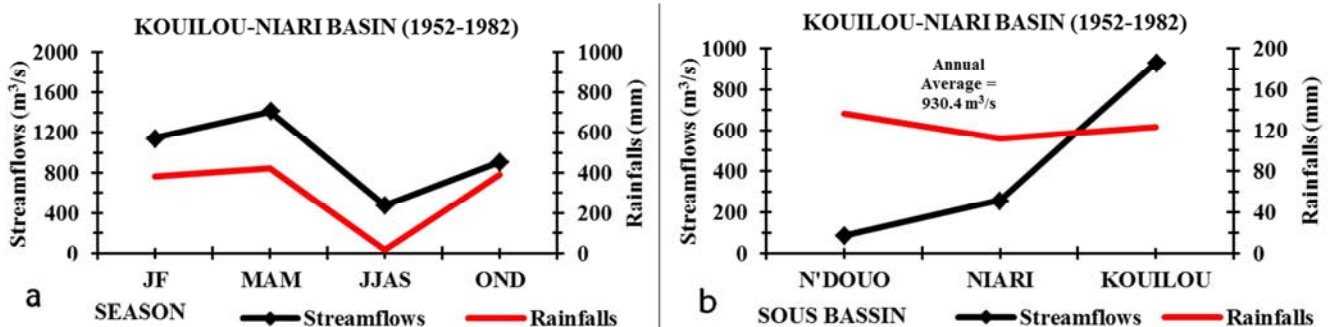 KOUILOU-NIARI BASIN (1952-1982)
Streamflows (m³/s)
2000
1600
1200
800
400
0
1000
800
600
400
200
0
Rainfalls (mm)
JF MAM JJAS OND
a
SEASON
Streamflows Rainfalls
KOUILOU-NIARI BASIN (1952-1982)
Streamflows (m³/s)
1000
800
600
400
200
0
Annual
Average =
930.4 m³/s
200
160
120
80
40
0
Rainfalls (mm)
N'DOUO NIARI KOUILOU
b
SOUS BASSIN
Streamflows Rainfalls